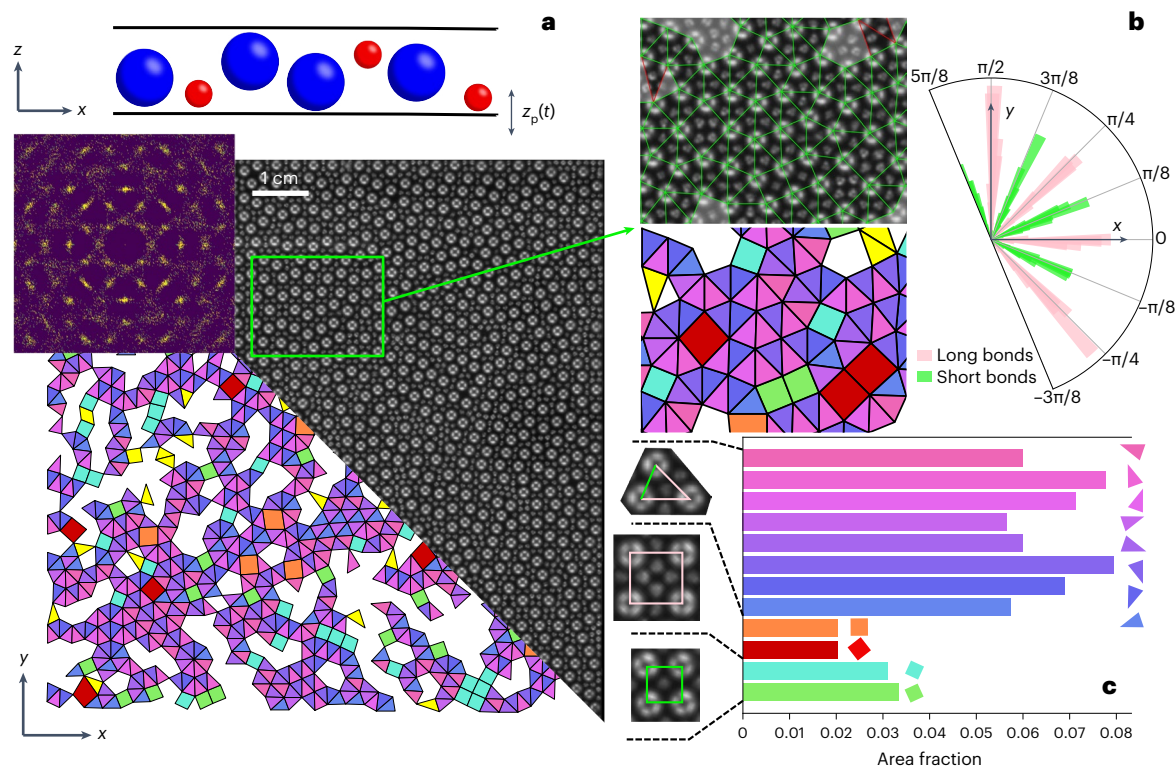 a
z
x
zp(t)
1 cm
y
x
b
5π/8
π/2
3π/8
y
π/4
π/8
x
0
−π/8
−π/4
−3π/8
Long bonds
Short bonds
c
0 0.01 0.02 0.03 0.04 0.05 0.06 0.07 0.08
Area fraction